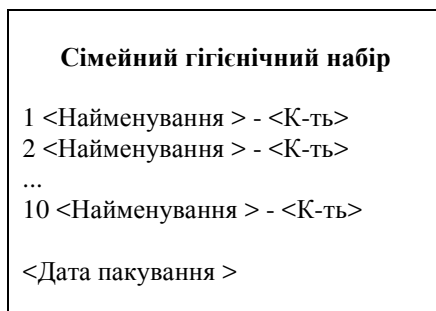 Сімейний гігієнічний набір
1 <Найменування > - <К-ть>
2 <Найменування > - <К-ть>
...
10 <Найменування > - <К-ть>
<Дата пакування >